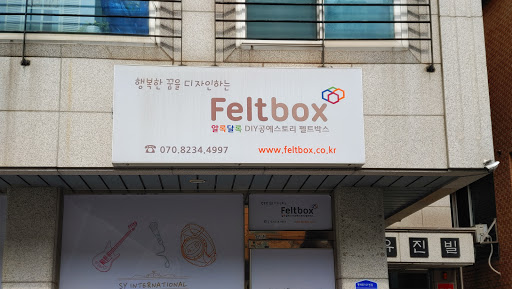 행복한 꿈을 디자인하는
Feltbox
알록달록 DIY공예스토리 펠트박스
☎ 070.8234.4997
www.feltbox.co.kr
Feltbox
유진빌
SF INTERNATIONAL